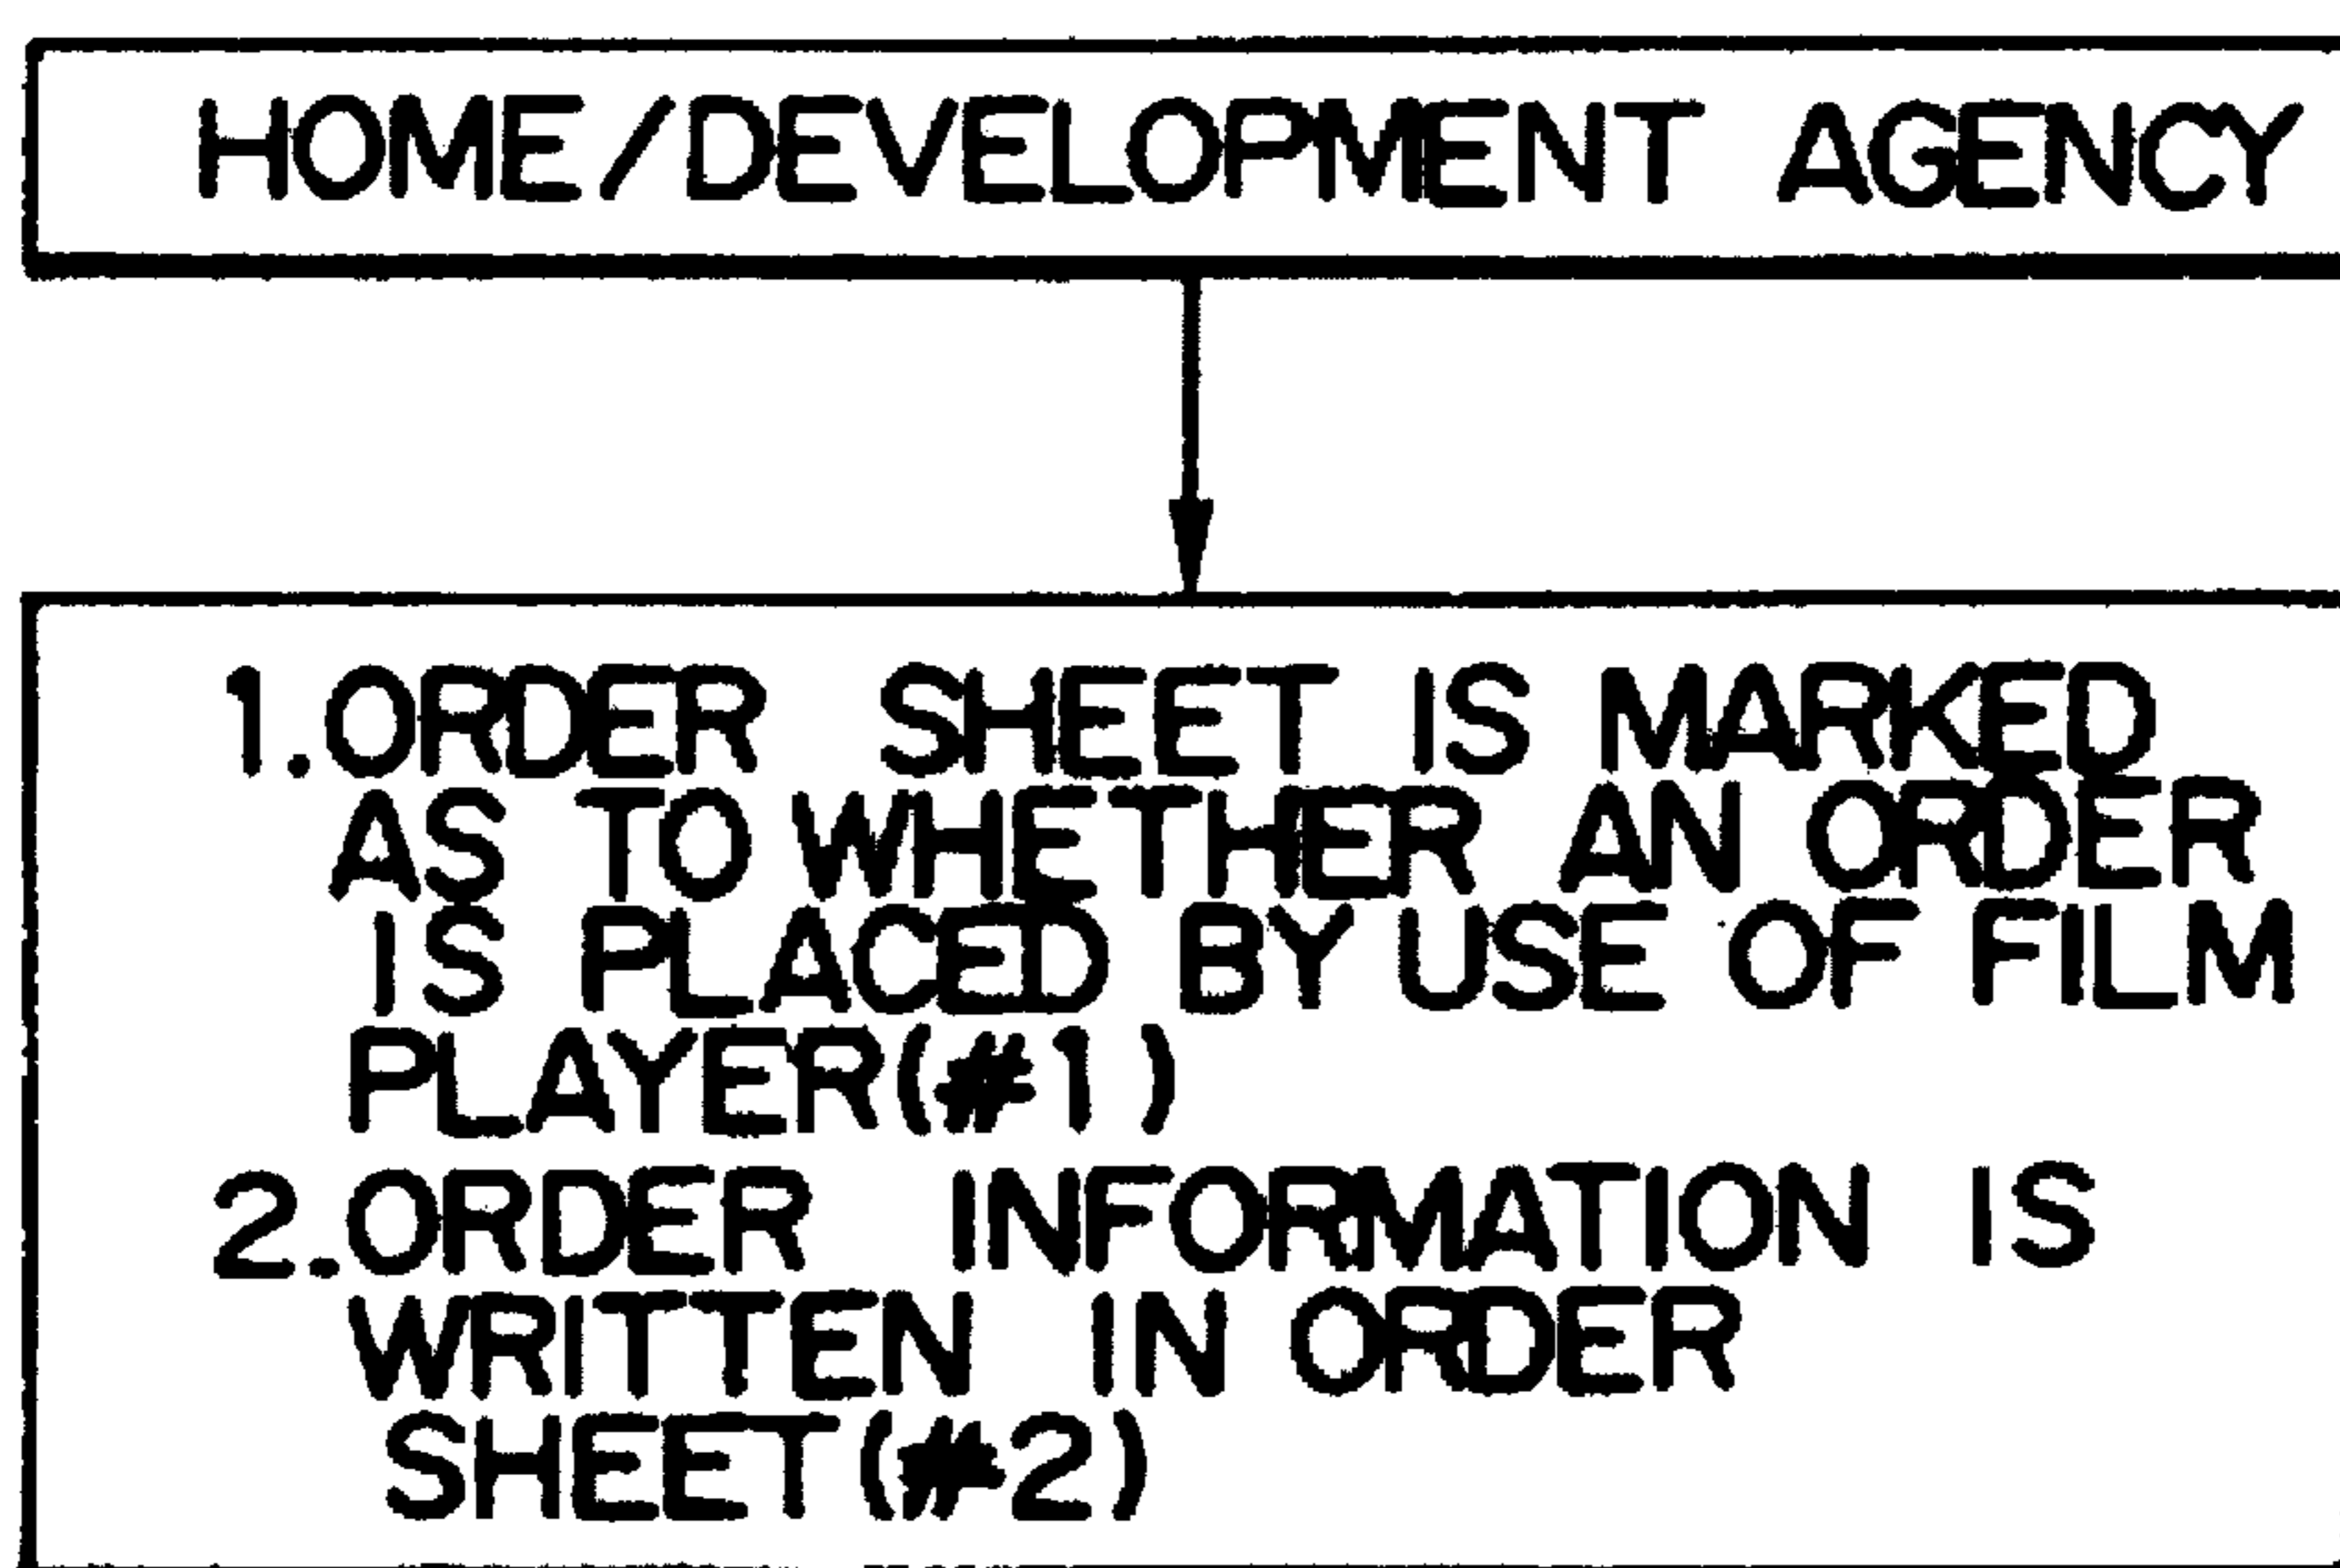 HOME/DEVELOPMENT AGENCY
1.ORDER SHEET IS MARKED
AS TO WHETHER AN ORDER
IS PLACED BY USE OF FILM
PLAYER(#1)
2.ORDER INFORMATION IS
WRITTEN IN ORDER
SHEET(#2)